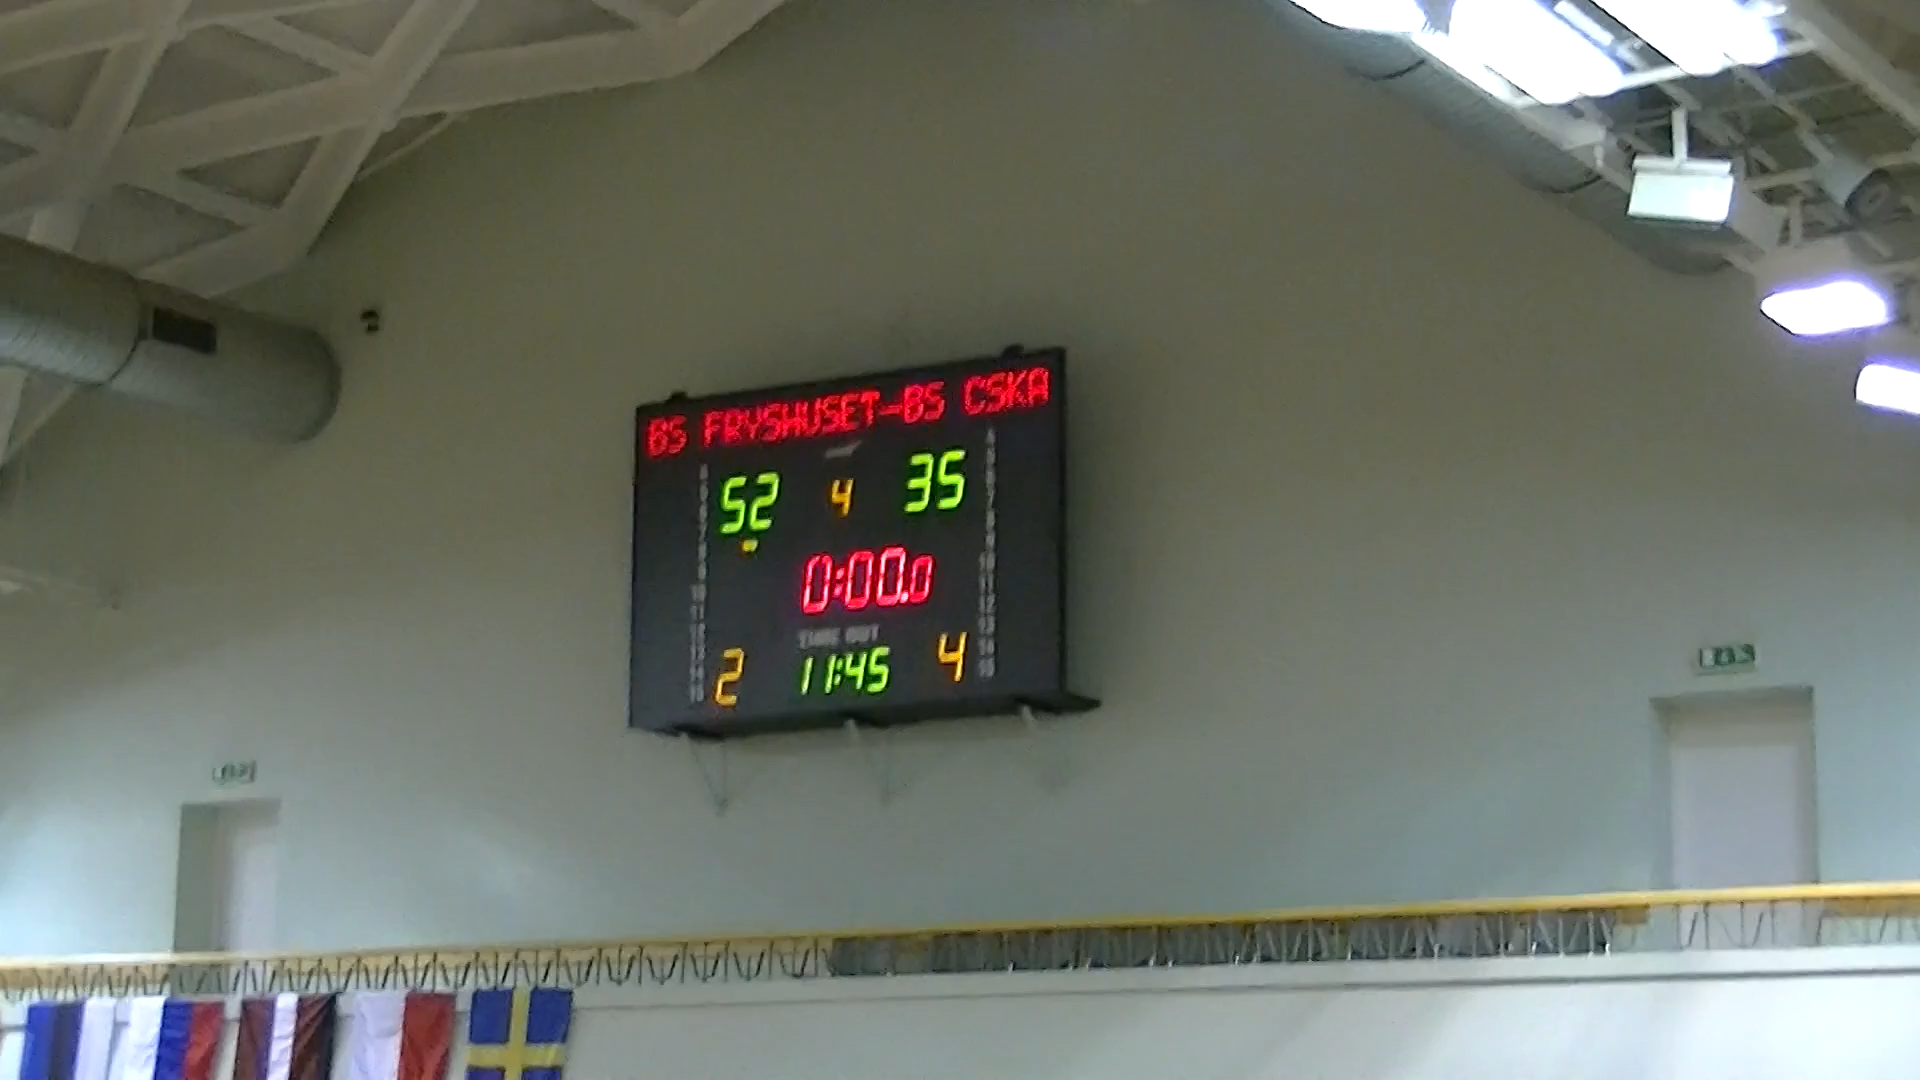 BS FRYSHUSET-BS CSKA
52 4 35
0:00.0
TIME OUT
2 11:45 4